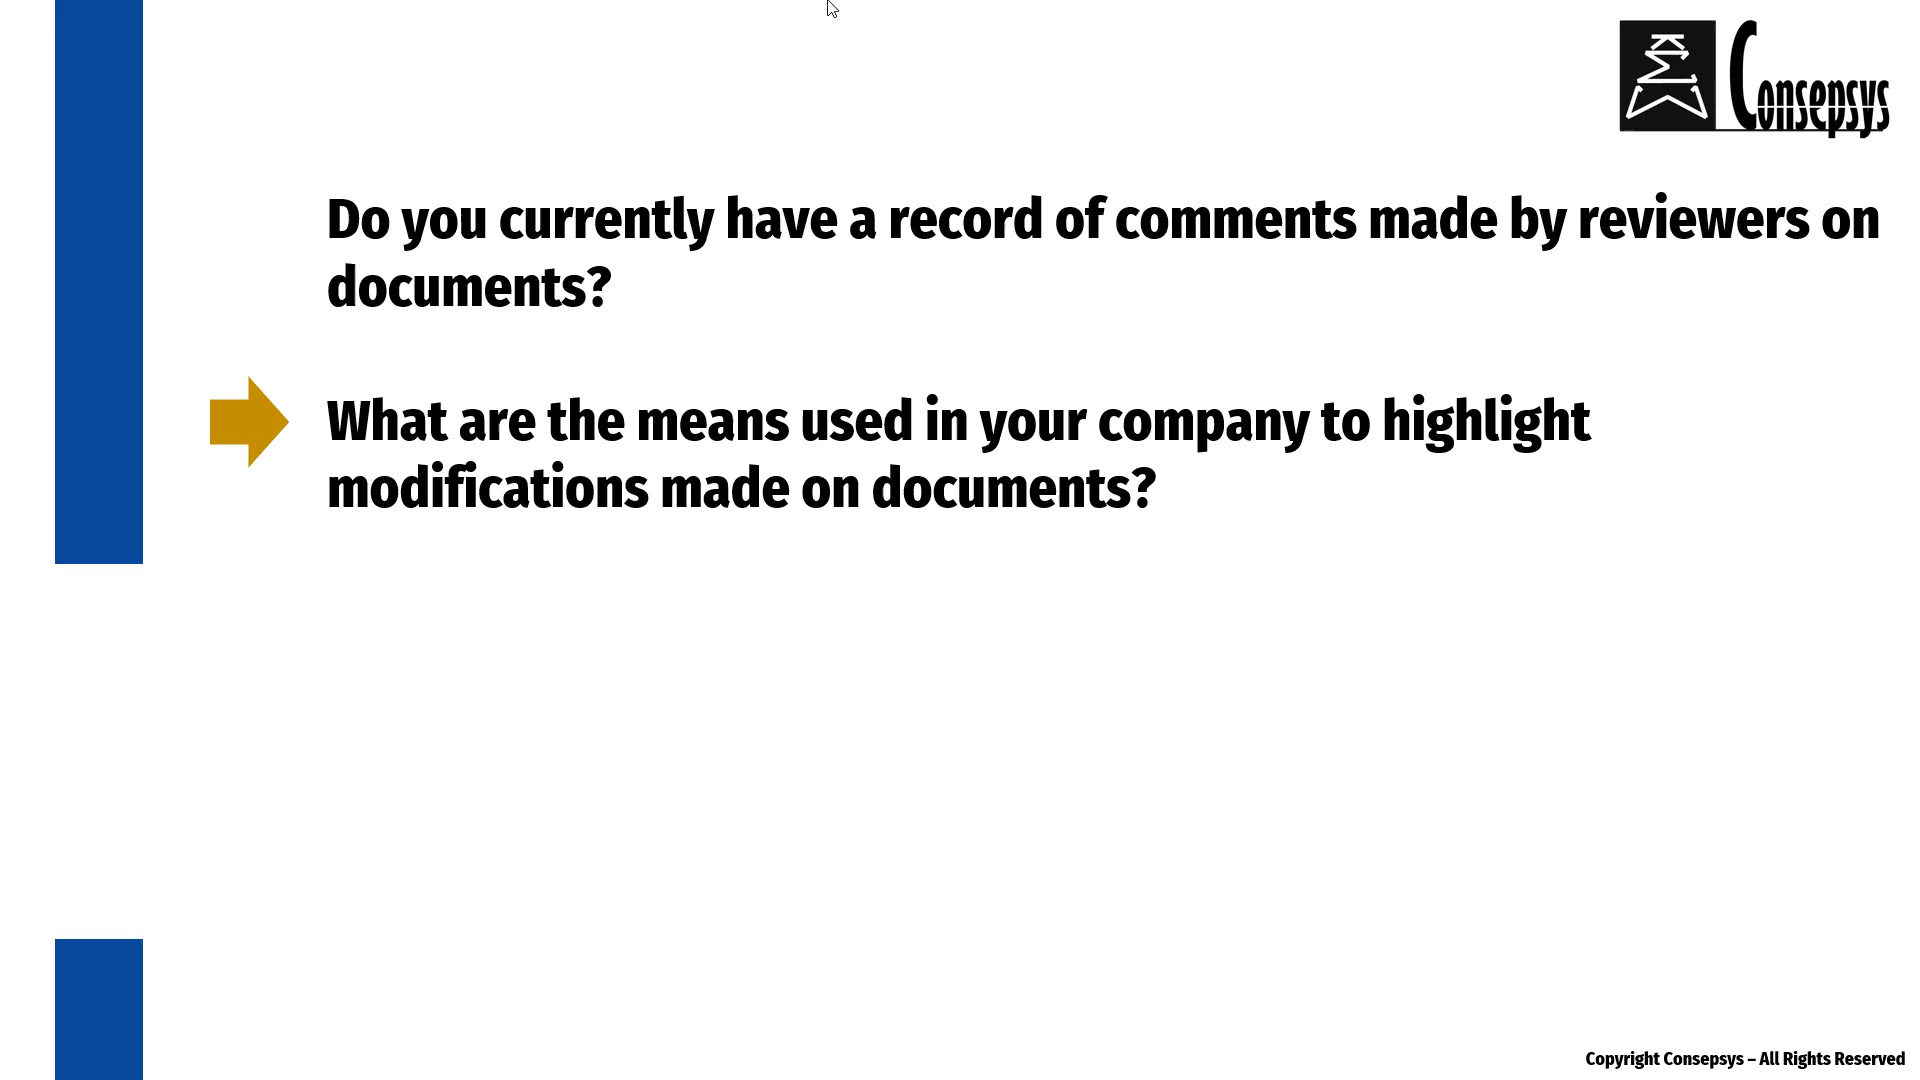 Consepsys
Do you currently have a record of comments made by reviewers on
documents?
What are the means used in your company to highlight
modifications made on documents?
Copyright Consepsys – All Rights Reserved